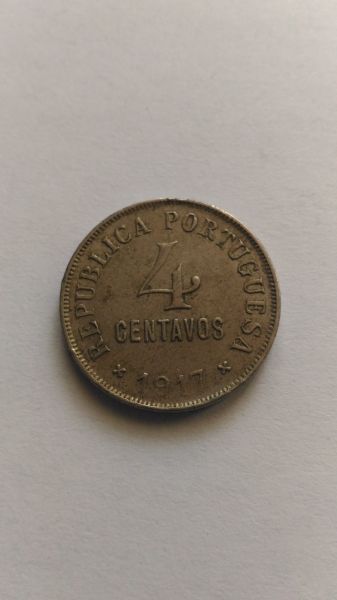 REPUBLICA PORTUGUESA
4
CENTAVOS
* 1917 *